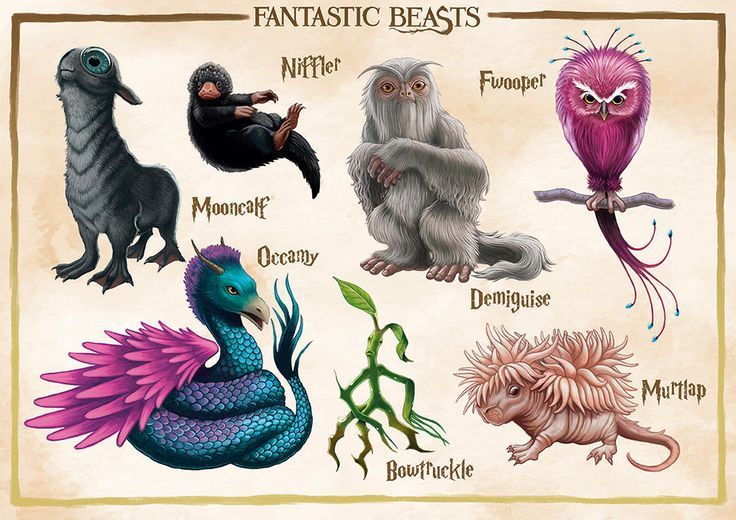 FANTASTIC BEASTS
Niffler
Fwooper
Mooncalf
Occamy
Demiguise
Murtlap
Bowtruckle